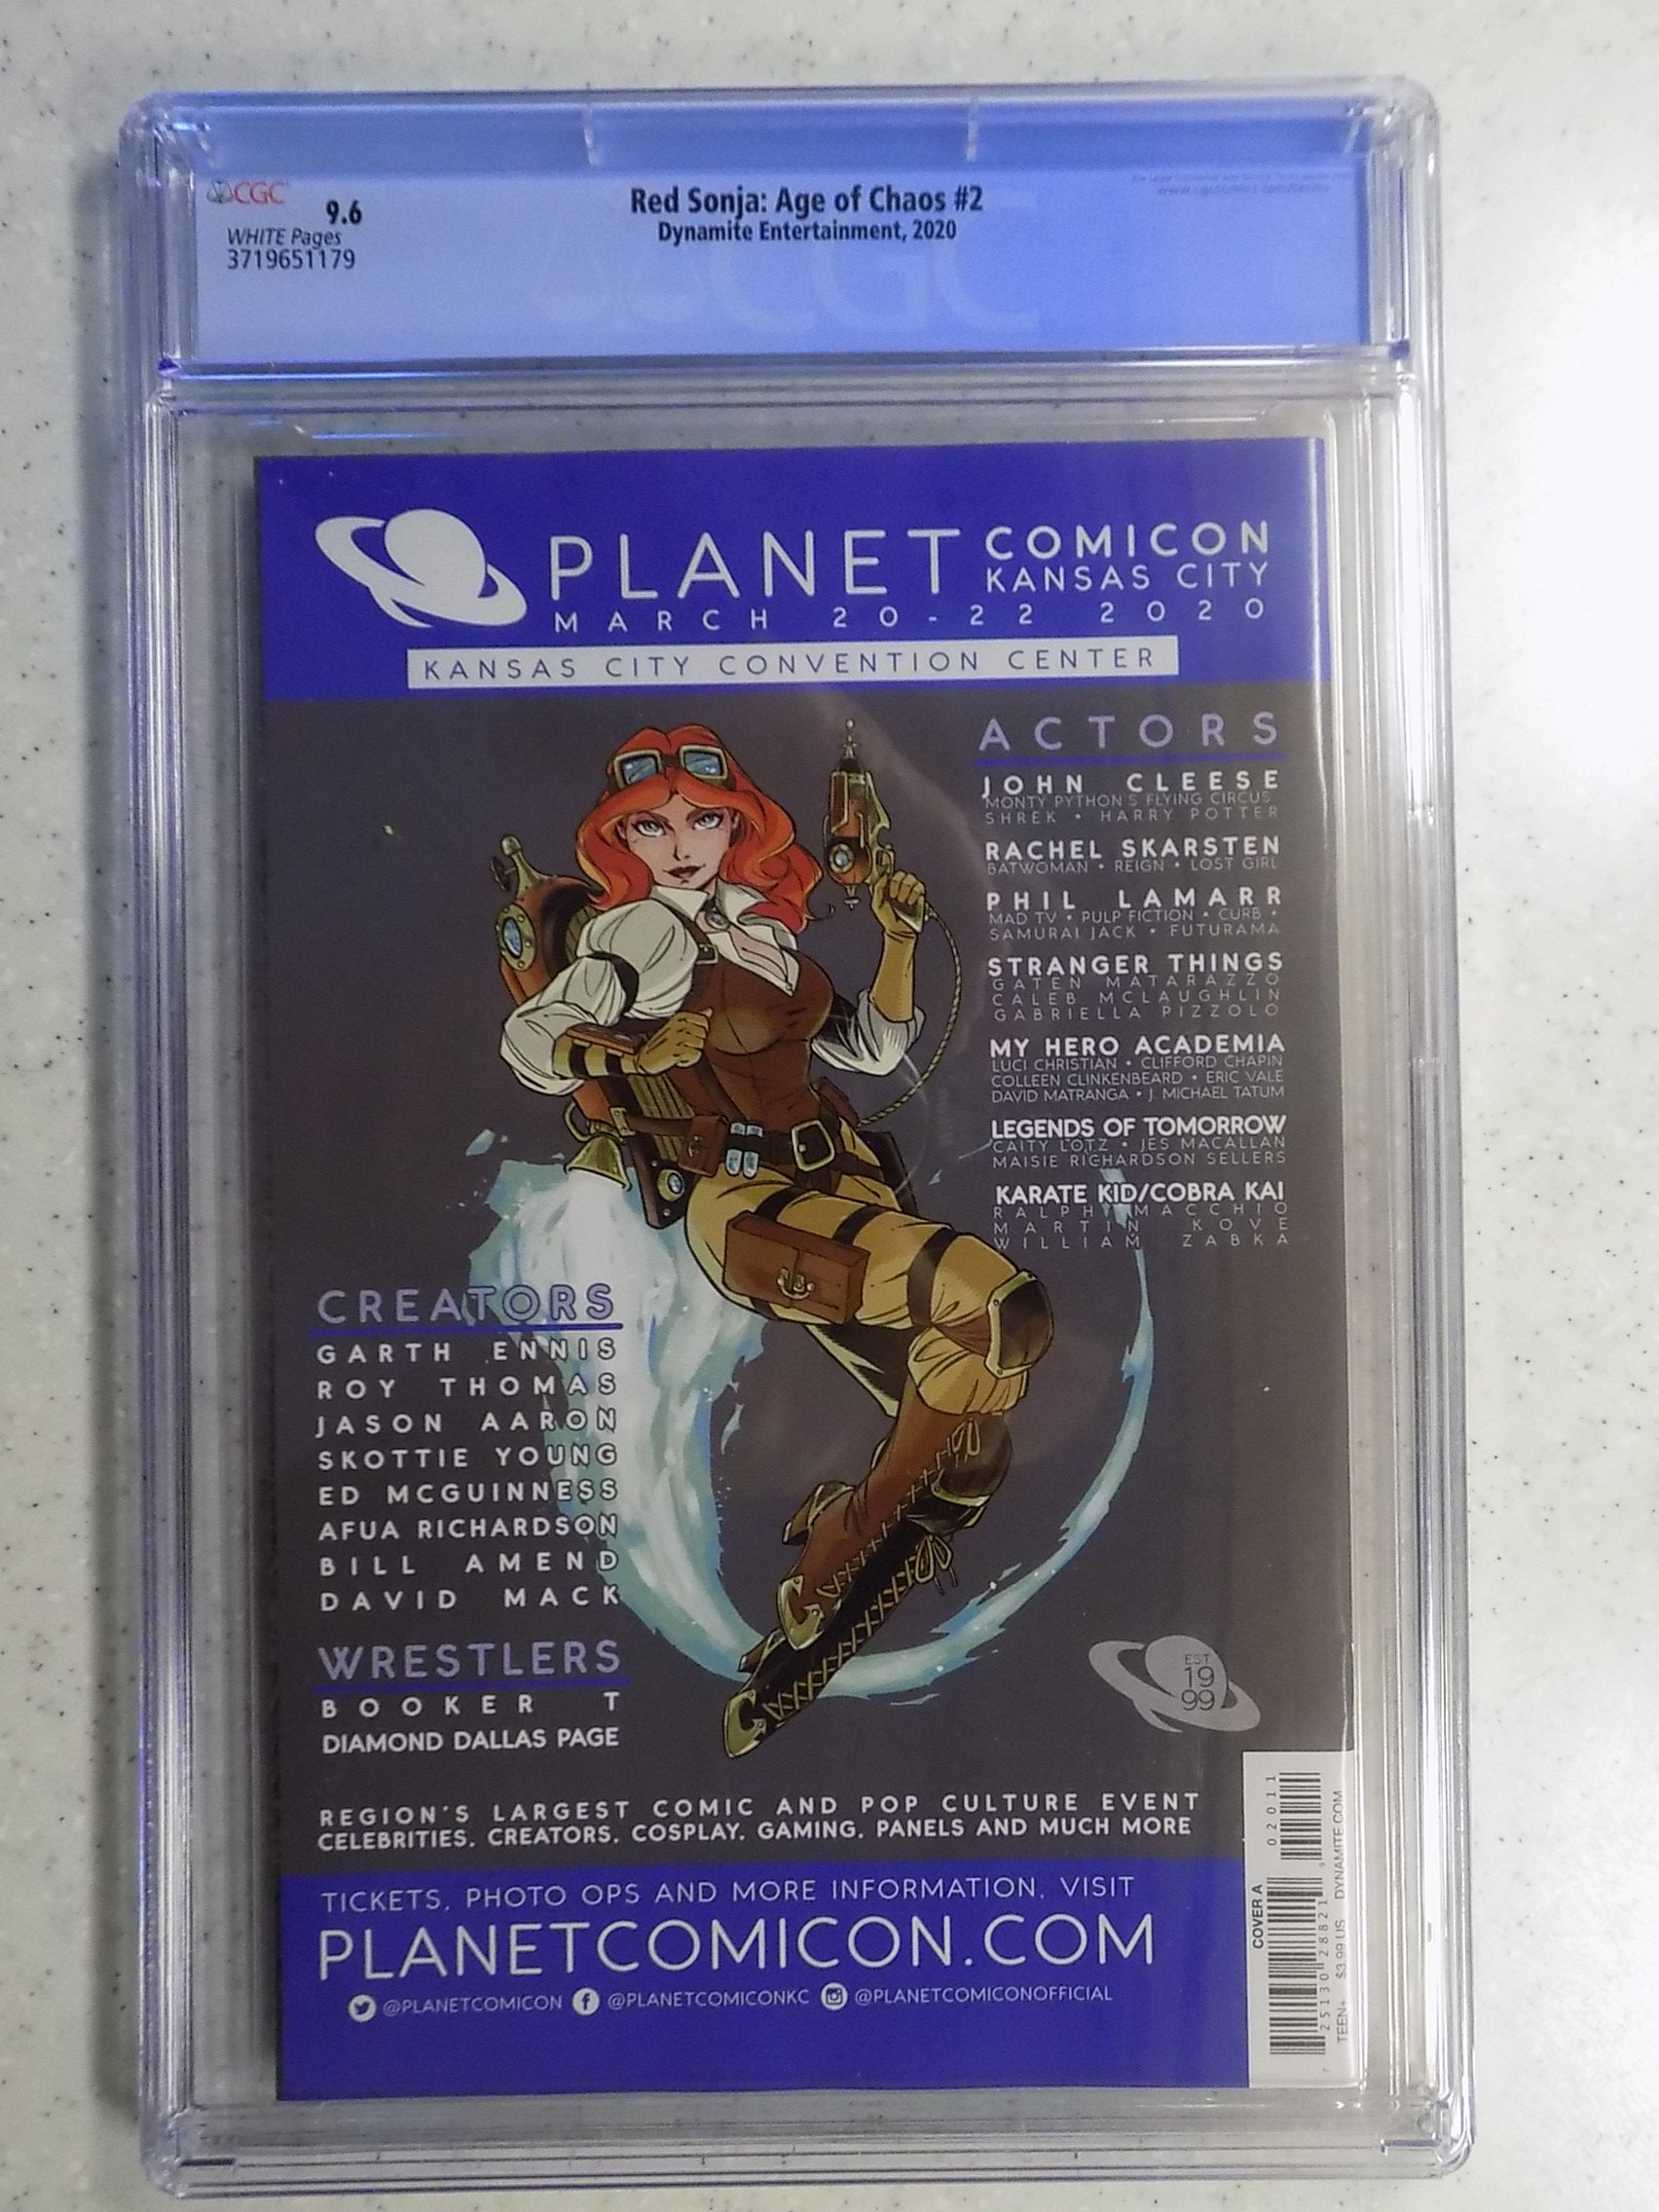 CGC
9.6
WHITE Pages
3719651179
Red Sonja: Age of Chaos #2
Dynamite Entertainment, 2020
CGC
PLANET COMICON
KANSAS CITY
MARCH 20-22 2020
KANSAS CITY CONVENTION CENTER
ACTORS
JOHN CLEESE
MONTY PYTHON'S FLYING CIRCUS
SHREK • HARRY POTTER
RACHEL SKARSTEN
BATWOMAN • REIGN • LOST GIRL
PHIL LAMARR
MAD TV • PULP FICTION • CURB •
SAMURAI JACK • FUTURAMA
STRANGER THINGS
GATEN MATARAZZO
CALEB MCLAUGHLIN
GABRIELLA PIZZOLO
MY HERO ACADEMIA
LUCI CHRISTIAN • CLIFFORD CHAPIN
COLLEEN CLINKENBEARD • ERIC VALE
DAVID MATRANGA • J. MICHAEL TATUM
LEGENDS OF TOMORROW
CAITY LOTZ • JES MACALLAN
MAISIE RICHARDSON SELLERS
KARATE KID/COBRA KAI
RALPH MACCHIO
MARTIN KOVE
WILLIAM ZABKA
CREATORS
GARTH ENNIS
ROY THOMAS
JASON AARON
SKOTTIE YOUNG
ED MCGUINNESS
AFUA RICHARDSON
BILL AMEND
DAVID MACK
WRESTLERS
BOOKER T
DIAMOND DALLAS PAGE
EST
19
99
REGION'S LARGEST COMIC AND POP CULTURE EVENT
CELEBRITIES, CREATORS, COSPLAY, GAMING, PANELS AND MUCH MORE
TICKETS, PHOTO OPS AND MORE INFORMATION, VISIT
PLANETCOMICON.COM
@PLANETCOMICON @PLANETCOMICONKC @PLANETCOMICONOFFICIAL
COVER A
02011
7 25130 28821 9
TEEN+ $3.99 US DYNAMITE.COM